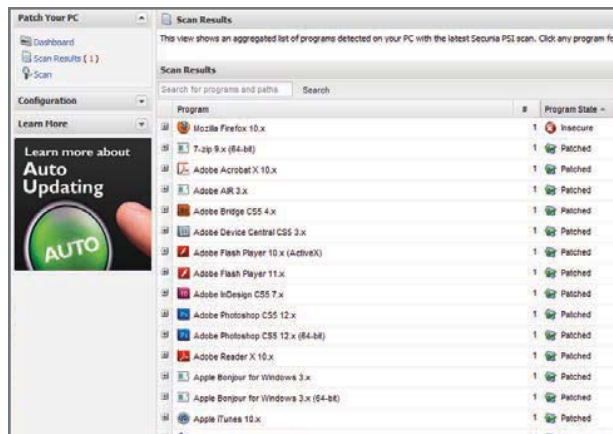 Patch Your PC
Dashboard
Scan Results ( 1 )
Scan
Configuration
Learn More
Learn more about
Auto
Updating
AUTO
Scan Results
This view shows an aggregated list of programs detected on your PC with the latest Secunia PSI scan. Click any program fo
Scan Results
Search for programs and paths Search
Program # Program State
Mozilla Firefox 10.x 1 Insecure
7-zip 9.x (64-bit) 1 Patched
Adobe Acrobat X 10.x 1 Patched
Adobe AIR 3.x 1 Patched
Adobe Bridge CS5 4.x 1 Patched
Adobe Device Central CS5 3.x 1 Patched
Adobe Flash Player 10.x (ActiveX) 1 Patched
Adobe Flash Player 11.x 1 Patched
Adobe InDesign CS5 7.x 1 Patched
Adobe Photoshop CS5 12.x 1 Patched
Adobe Photoshop CS5 12.x (64-bit) 1 Patched
Adobe Reader X 10.x 1 Patched
Apple Bonjour for Windows 3.x 1 Patched
Apple Bonjour for Windows 3.x (64-bit) 1 Patched
Apple iTunes 10.x 1 Patched